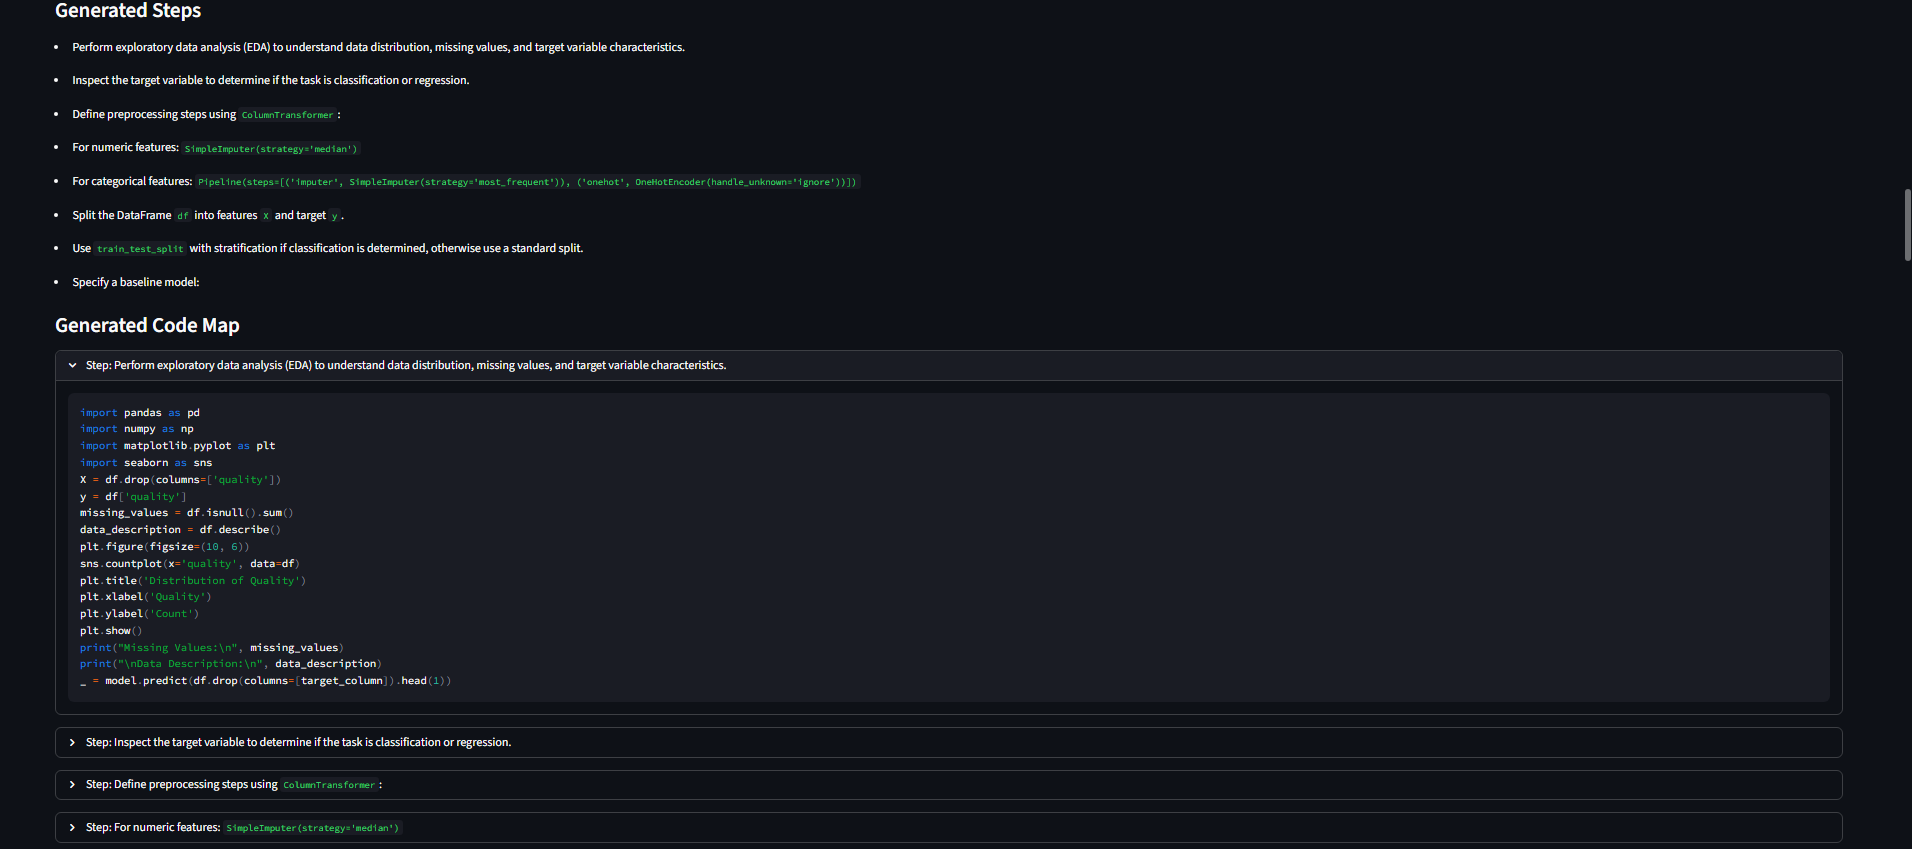 Generated Steps
Perform exploratory data analysis (EDA) to understand data distribution, missing values, and target variable characteristics.
Inspect the target variable to determine if the task is classification or regression.
Define preprocessing steps using ColumnTransformer :
For numeric features: SimpleImputer(strategy='median')
For categorical features: Pipeline(steps=[('imputer', SimpleImputer(strategy='most_frequent')), ('onehot', OneHotEncoder(handle_unknown='ignore'))])
Split the DataFrame df into features X and target y .
Use train_test_split with stratification if classification is determined, otherwise use a standard split.
Specify a baseline model:
Generated Code Map
Step: Perform exploratory data analysis (EDA) to understand data distribution, missing values, and target variable characteristics.
import pandas as pd
import numpy as np
import matplotlib.pyplot as plt
import seaborn as sns
X = df.drop(columns=['quality'])
y = df['quality']
missing_values = df.isnull().sum()
data_description = df.describe()
plt.figure(figsize=(10, 6))
sns.countplot(x='quality', data=df)
plt.title('Distribution of Quality')
plt.xlabel('Quality')
plt.ylabel('Count')
plt.show()
print("Missing Values:\n", missing_values)
print("\nData Description:\n", data_description)
_ = model.predict(df.drop(columns=[target_column]).head(1))
Step: Inspect the target variable to determine if the task is classification or regression.
Step: Define preprocessing steps using ColumnTransformer :
Step: For numeric features: SimpleImputer(strategy='median')